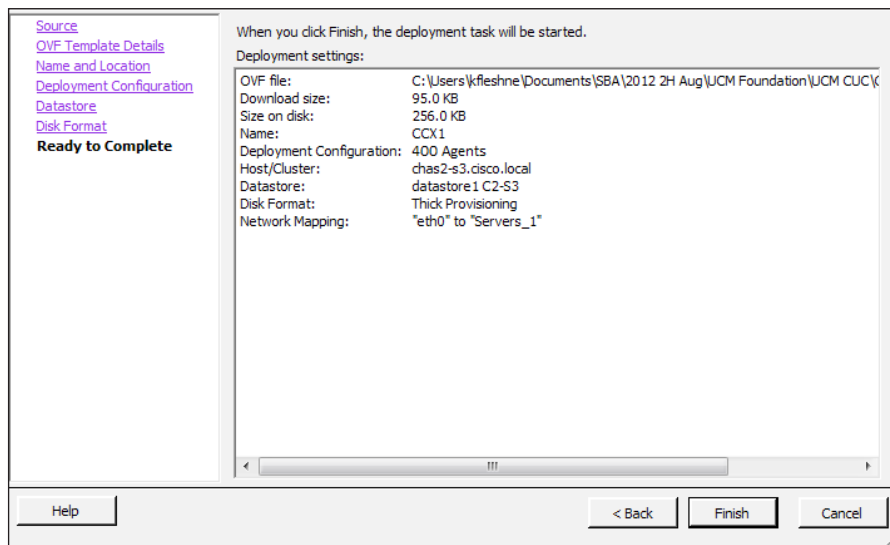 Source
OVF Template Details
Name and Location
Deployment Configuration
Datastore
Disk Format
Ready to Complete
When you click Finish, the deployment task will be started.
Deployment settings:
OVF file: C:\Users\kfleshne\Documents\SBA\2012 2H Aug\UCM Foundation\UCM CUC\
Download size: 95.0 KB
Size on disk: 256.0 KB
Name: CCX1
Deployment Configuration: 400 Agents
Host/Cluster: chas2-s3.cisco.local
Datastore: datastore1 C2-S3
Disk Format: Thick Provisioning
Network Mapping: "eth0" to "Servers_1"
Help
< Back
Finish
Cancel